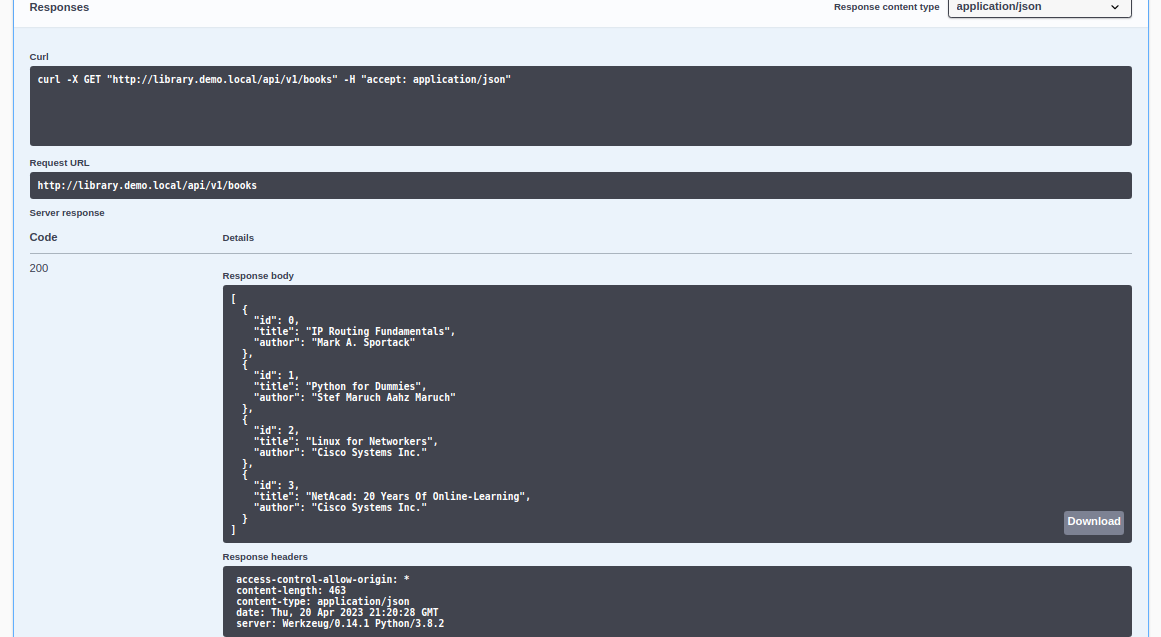 Responses
Response content type
application/json
Curl
curl -X GET "http://library.demo.local/api/v1/books" -H "accept: application/json"
Request URL
http://library.demo.local/api/v1/books
Server response
Code
Details
200
Response body
[
  {
    "id": 0,
    "title": "IP Routing Fundamentals",
    "author": "Mark A. Sportack"
  },
  {
    "id": 1,
    "title": "Python for Dummies",
    "author": "Stef Maruch Aahz Maruch"
  },
  {
    "id": 2,
    "title": "Linux for Networkers",
    "author": "Cisco Systems Inc."
  },
  {
    "id": 3,
    "title": "NetAcad: 20 Years Of Online-Learning",
    "author": "Cisco Systems Inc."
  }
]
Download
Response headers
access-control-allow-origin: *
content-length: 463
content-type: application/json
date: Thu, 20 Apr 2023 21:20:28 GMT
server: Werkzeug/0.14.1 Python/3.8.2